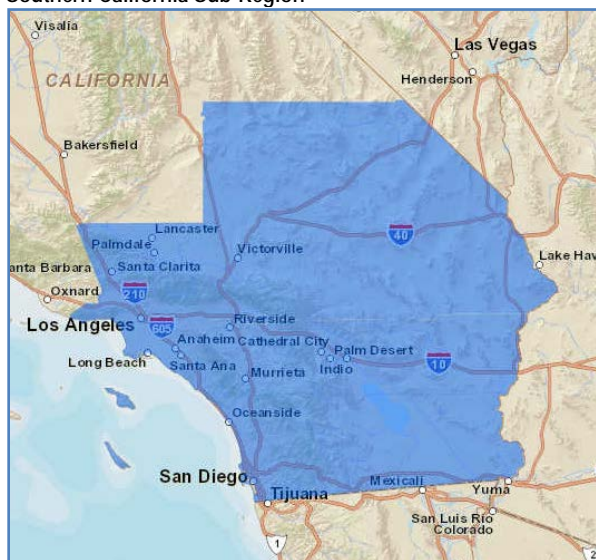 Southern California Sub-Region
Visalia
Las Vegas
CALIFORNIA
Henderson
Bakersfield
Lancaster
Palmdale
40
Victorville
Lake Hav
anta Barbara
Santa Clarita
Oxnard
210
Los Angeles
605
Riverside
Anaheim
Cathedral City
Palm Desert
Long Beach
Santa Ana
Indio
10
Murrieta
Oceanside
San Diego
Mexicali
Yuma
Tijuana
San Luis Río
Colorado
1
2